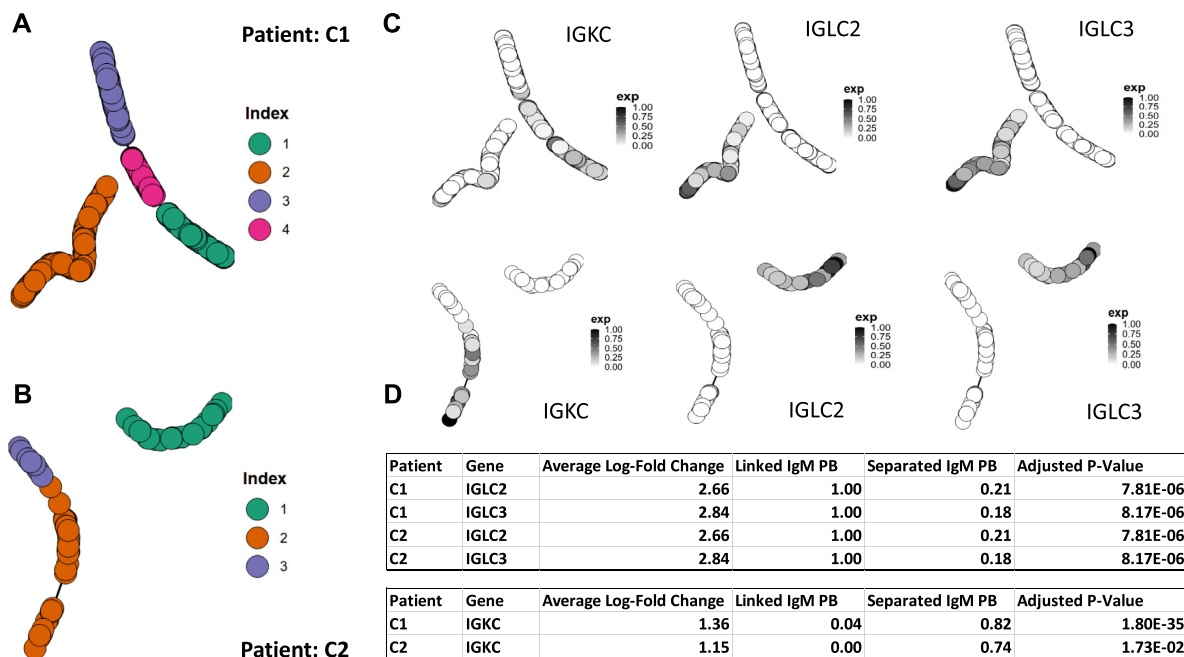 A
Patient: C1
Index
1
2
3
4
B
Index
1
2
3
Patient: C2
C
IGKC
IGLC2
IGLC3
exp
1.00
0.75
0.50
0.25
0.00
exp
1.00
0.75
0.50
0.25
0.00
exp
1.00
0.75
0.50
0.25
0.00
exp
1.00
0.75
0.50
0.25
0.00
exp
1.00
0.75
0.50
0.25
0.00
exp
1.00
0.75
0.50
0.25
0.00
IGKC
IGLC2
IGLC3
D
Patient Gene Average Log-Fold Change Linked IgM PB Separated IgM PB Adjusted P-Value
C1 IGLC2 2.66 1.00 0.21 7.81E-06
C1 IGLC3 2.84 1.00 0.18 8.17E-06
C2 IGLC2 2.66 1.00 0.21 7.81E-06
C2 IGLC3 2.84 1.00 0.18 8.17E-06
Patient Gene Average Log-Fold Change Linked IgM PB Separated IgM PB Adjusted P-Value
C1 IGKC 1.36 0.04 0.82 1.80E-35
C2 IGKC 1.15 0.00 0.74 1.73E-02